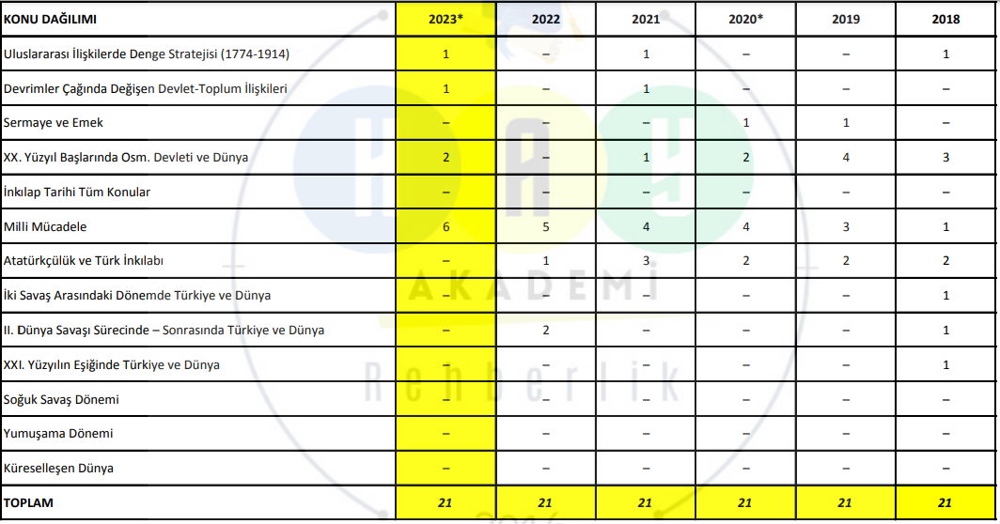 KONU DAĞILIMI 2023* 2022 2021 2020* 2019 2018
Uluslararası İlişkilerde Denge Stratejisi (1774-1914) 1 – 1 – – 1
Devrimler Çağında Değişen Devlet-Toplum İlişkileri 1 – 1 – – –
Sermaye ve Emek – – – 1 1 –
XX. Yüzyıl Başlarında Osm. Devleti ve Dünya 2 – 1 2 4 3
İnkılap Tarihi Tüm Konular – – – – – –
Milli Mücadele 6 5 4 4 3 1
Atatürkçülük ve Türk İnkılabı – 1 3 2 2 2
İki Savaş Arasındaki Dönemde Türkiye ve Dünya – – – – – 1
II. Dünya Savaşı Sürecinde – Sonrasında Türkiye ve Dünya – 2 – – – 1
XXI. Yüzyılın Eşiğinde Türkiye ve Dünya – – – – – 1
Soğuk Savaş Dönemi – – – – – –
Yumuşama Dönemi – – – – – –
Küreselleşen Dünya – – – – – –
TOPLAM 21 21 21 21 21 21
AKADEMİ
Rehberlik